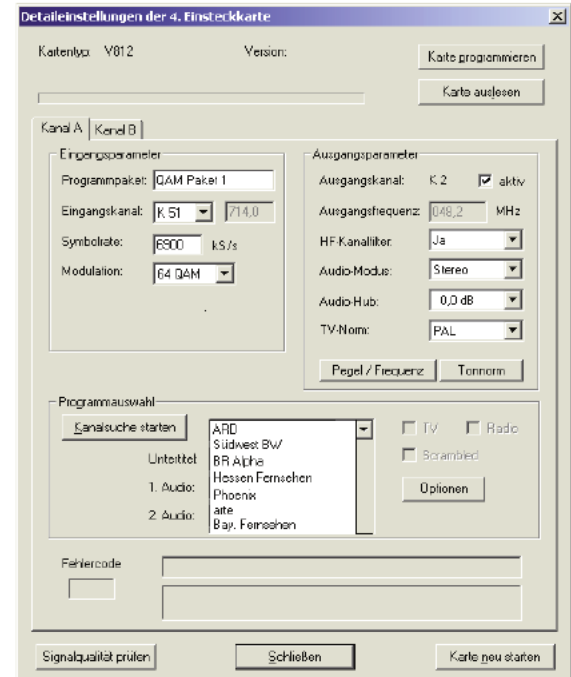 Detaileinstellungen der 4. Einsteckkarte
Kartentyp: V812 Version:
Karte programmieren
Karte auslesen
Kanal A Kanal B
Eingangsparameter
Programmpaket: QAM Paket 1
Eingangskanal: K 51 714,0
Symbolrate: 6900 kS/s
Modulation: 64 QAM
Ausgangsparameter
Ausgangskanal: K 2 aktiv
Ausgangsfrequenz: 048,2 MHz
HF-Kanalfilter: Ja
Audio-Modus: Stereo
Audio-Hub: 0,0 dB
TV-Norm: PAL
Pegel / Frequenz Tonnorm
Programmauswahl
Kanalsuche starten
Untertitel:
1. Audio:
2. Audio:
ARD
Südwest BW
BR Alpha
Hessen Fernsehen
Phoenix
arte
Bay. Fernsehen
TV Radio
Scrambled
Optionen
Fehlercode
Signalqualität prüfen Schließen Karte neu starten